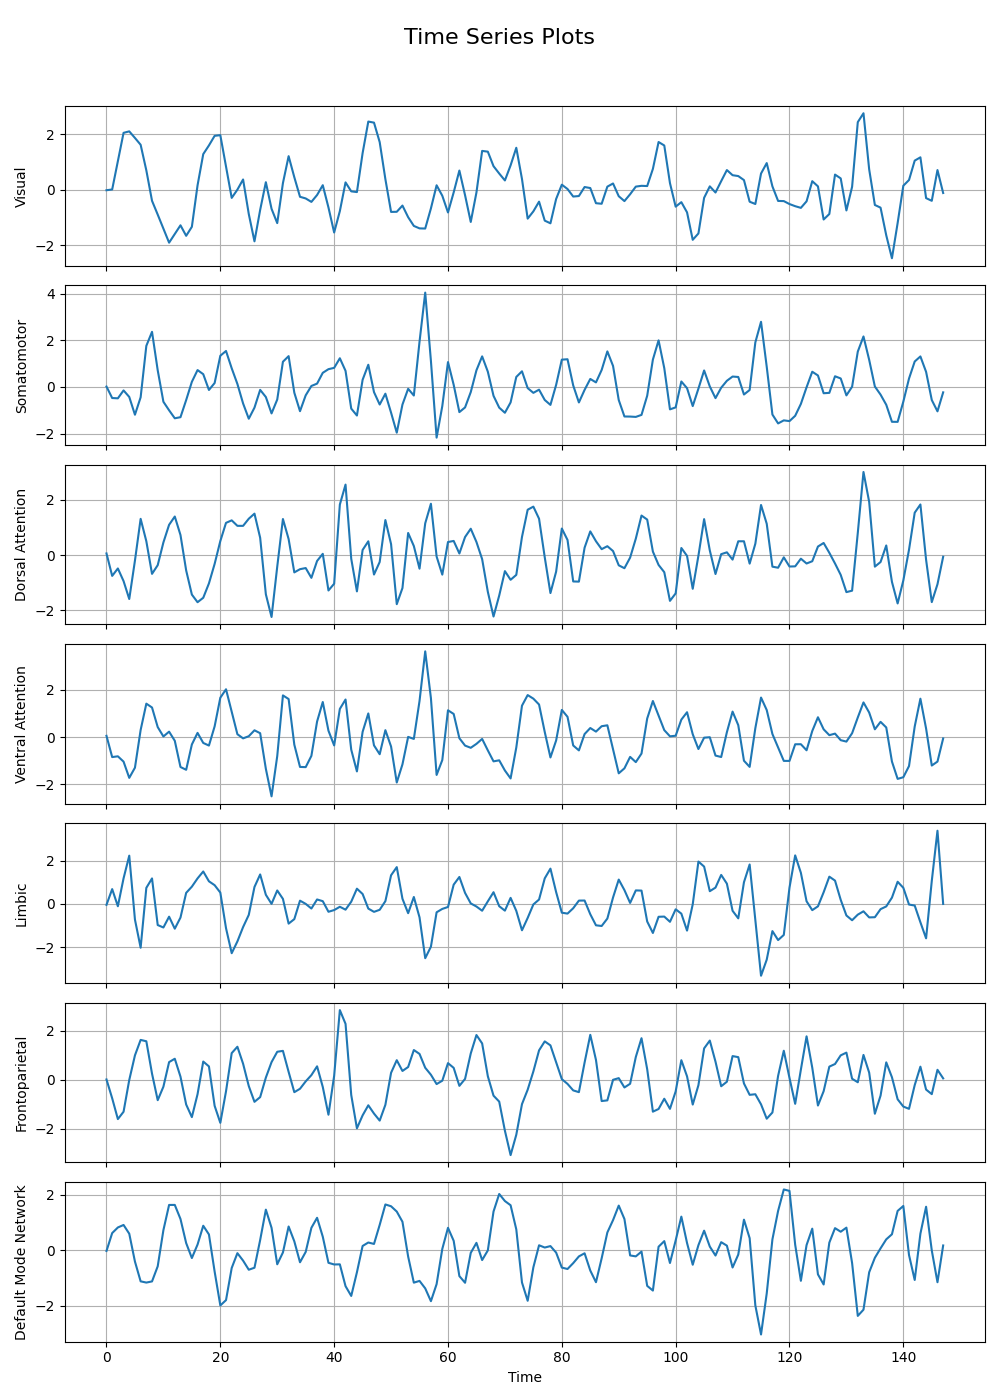 Time Series Plots
Visual
2
0
−2
Somatomotor
4
2
0
−2
Dorsal Attention
2
0
−2
Ventral Attention
2
0
−2
Limbic
2
0
−2
Frontoparietal
2
0
−2
Default Mode Network
2
0
−2
0 20 40 60 80 100 120 140
Time